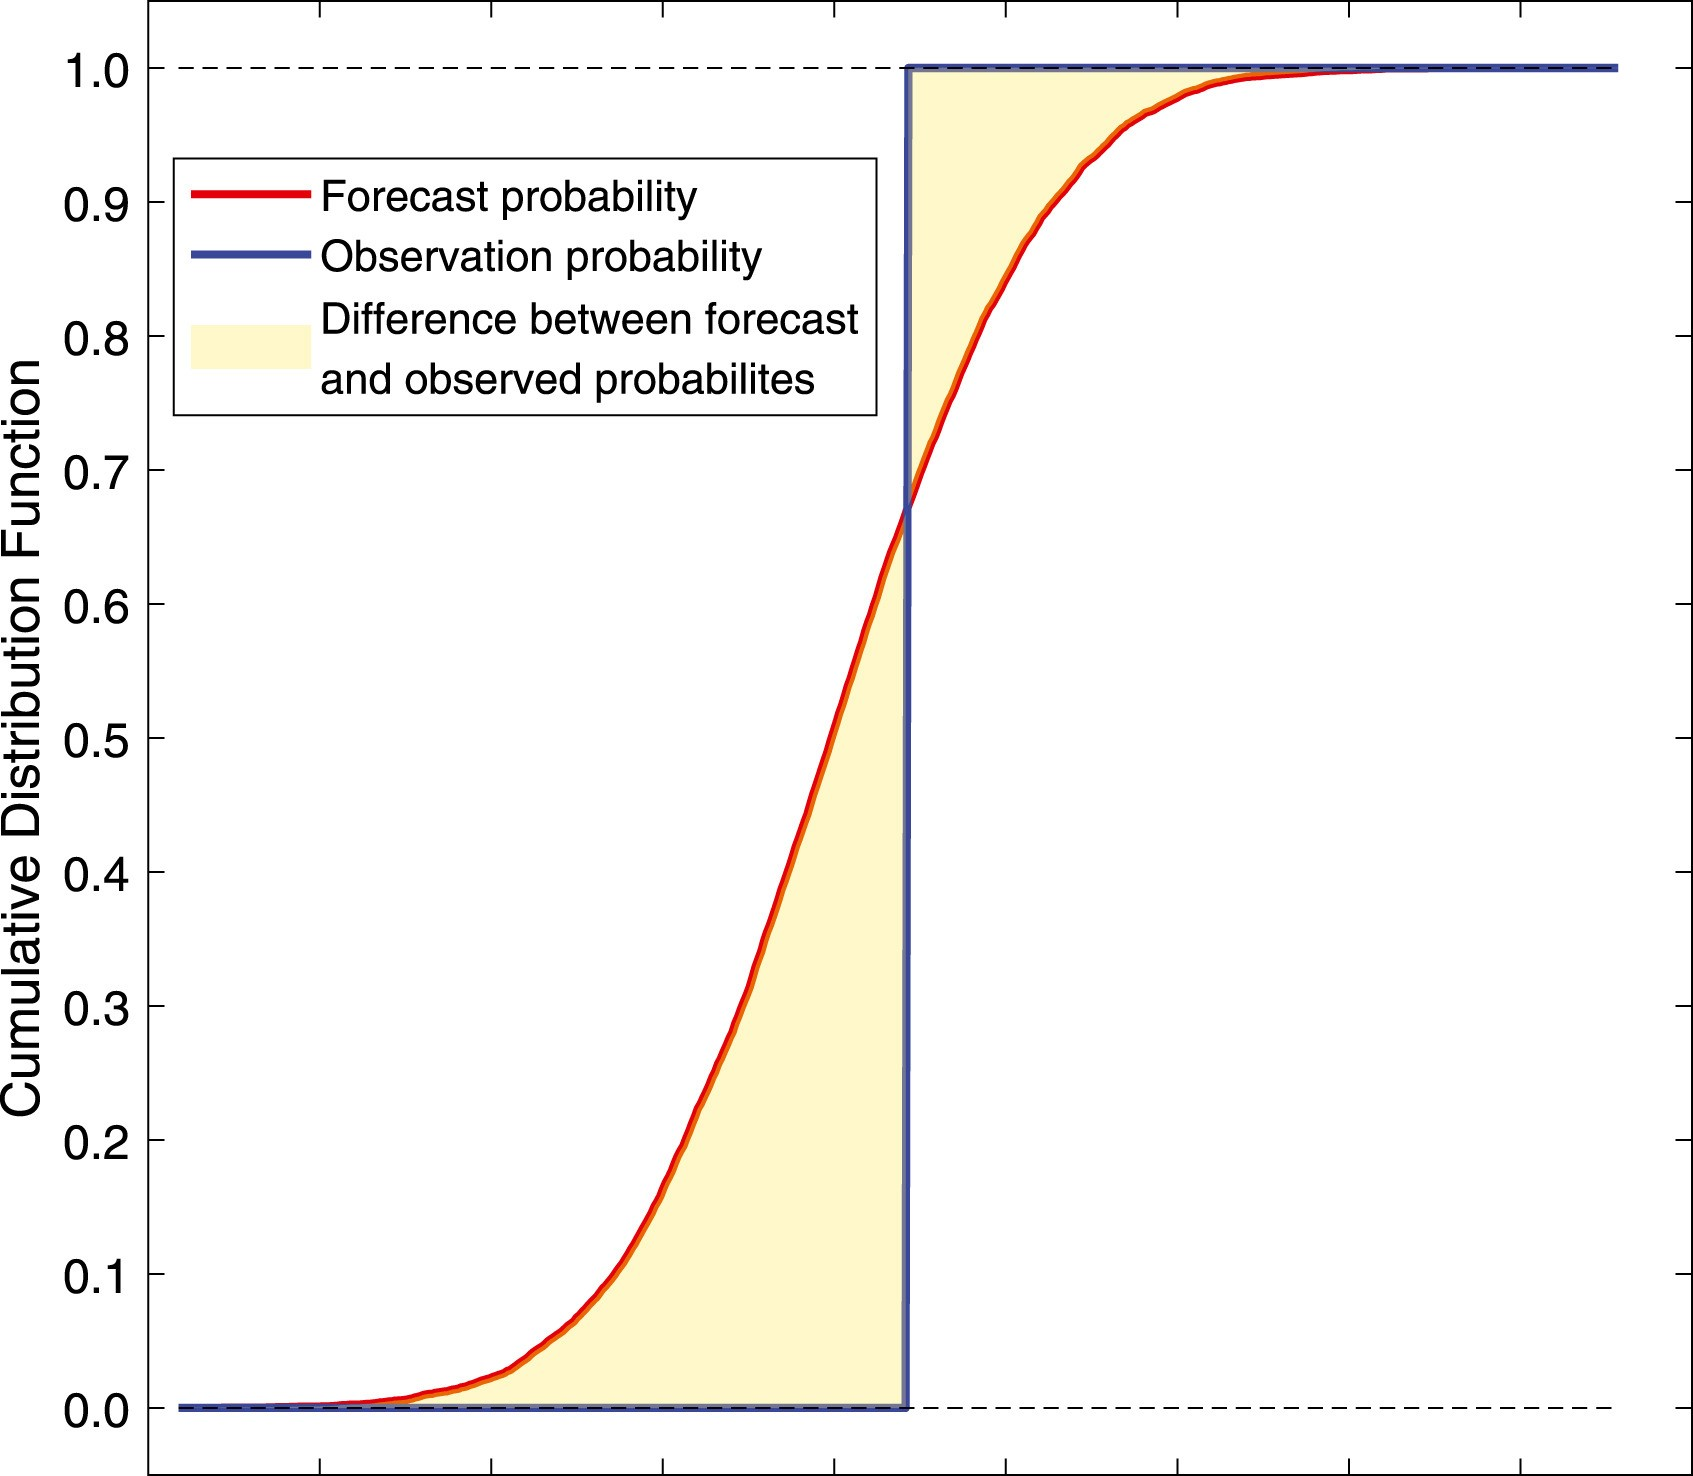 Cumulative Distribution Function
1.0
0.9
0.8
0.7
0.6
0.5
0.4
0.3
0.2
0.1
0.0
Forecast probability
Observation probability
Difference between forecast
and observed probabilites